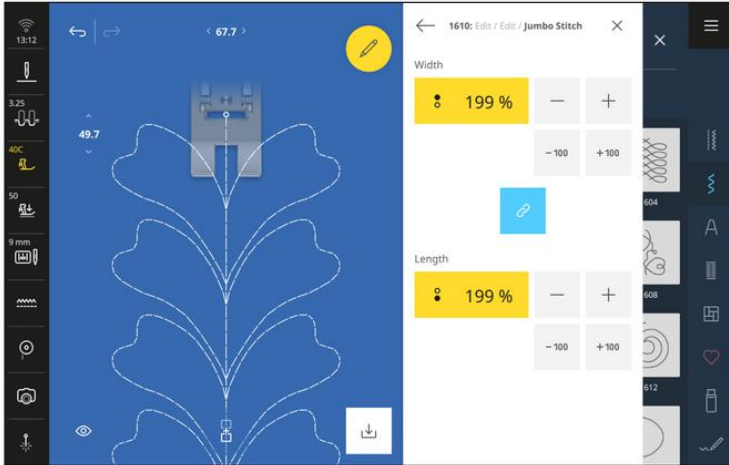 13:12
3.25
40C
50
9 mm
67.7
49.7
1610: Edit / Edit / Jumbo Stitch
Width
199 %
- 100
+ 100
Length
199 %
- 100
+ 100
604
608
612